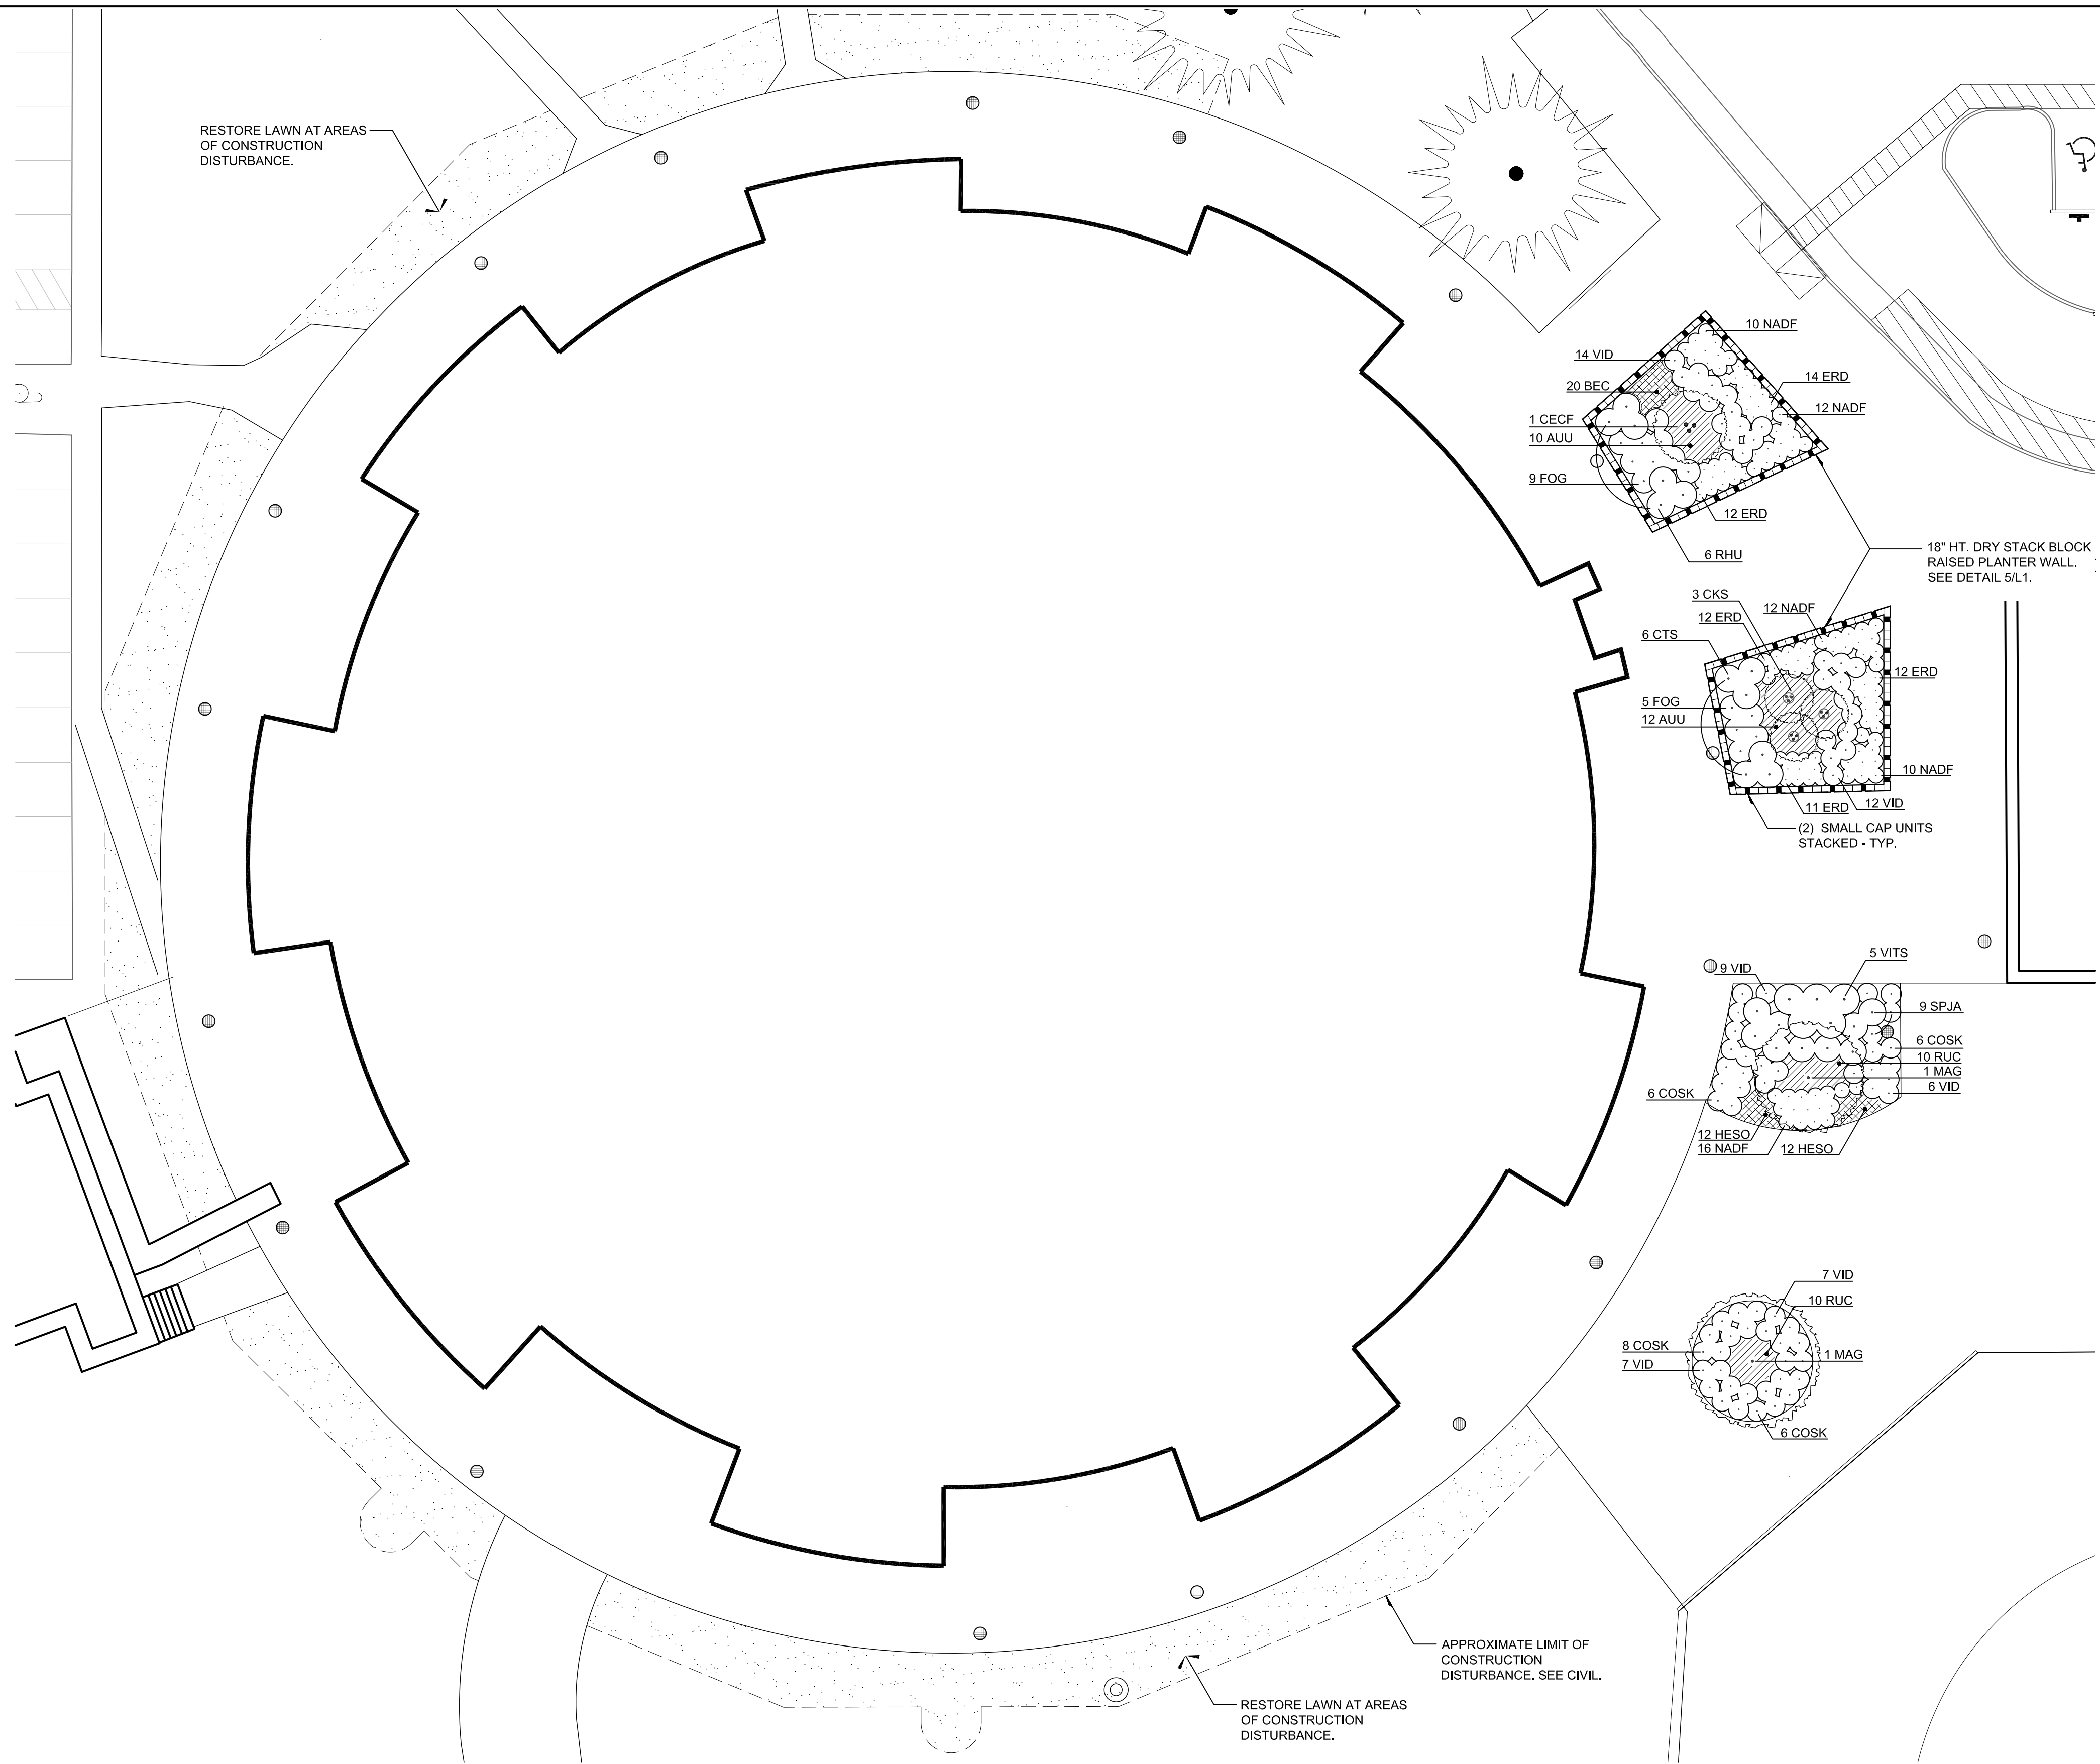 RESTORE LAWN AT AREAS
OF CONSTRUCTION
DISTURBANCE.
10 NADF
14 VID
14 ERD
20 BEC
12 NADF
1 CECF
10 AUU
9 FOG
12 ERD
6 RHU
18" HT. DRY STACK BLOCK
RAISED PLANTER WALL.
SEE DETAIL 5/L1.
3 CKS
12 NADF
12 ERD
6 CTS
12 ERD
5 FOG
12 AUU
10 NADF
12 VID
11 ERD
(2) SMALL CAP UNITS
STACKED - TYP.
5 VITS
9 VID
9 SPJA
6 COSK
10 RUC
1 MAG
6 VID
6 COSK
12 HESO
16 NADF
12 HESO
7 VID
10 RUC
8 COSK
1 MAG
7 VID
6 COSK
APPROXIMATE LIMIT OF
CONSTRUCTION
DISTURBANCE. SEE CIVIL.
RESTORE LAWN AT AREAS
OF CONSTRUCTION
DISTURBANCE.